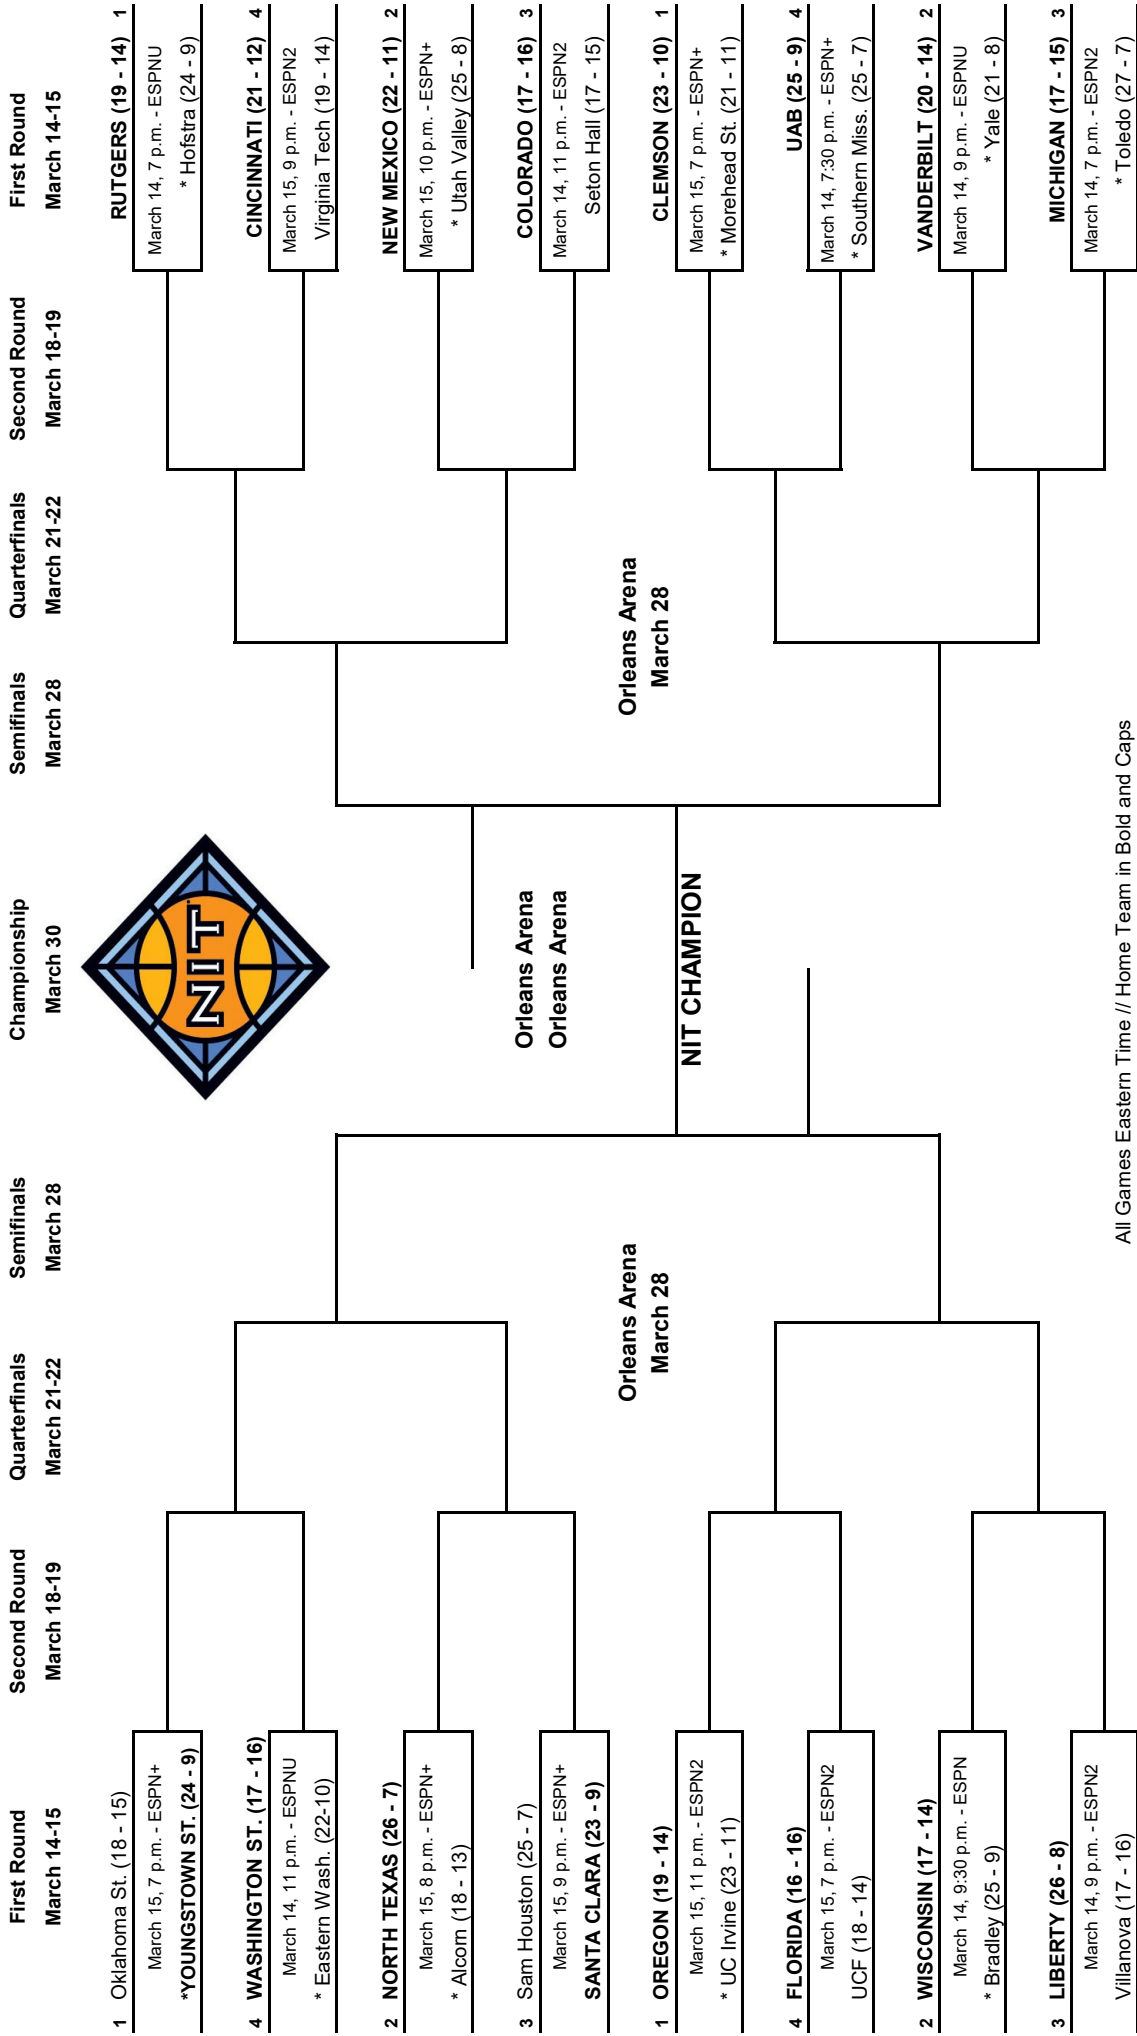 First Round
Second Round
Quarterfinals
Semifinals
Championship
Semifinals
Quarterfinals
Second Round
First Round
March 14-15
March 18-19
March 21-22
March 28
March 30
March 28
March 21-22
March 18-19
March 14-15
NIT
1 Oklahoma St. (18 - 15)
March 15, 7 p.m. - ESPN+
*YOUNGSTOWN ST. (24 - 9)
4 WASHINGTON ST. (17 - 16)
March 14, 11 p.m. - ESPNU
* Eastern Wash. (22-10)
2 NORTH TEXAS (26 - 7)
March 15, 8 p.m. - ESPN+
* Alcorn (18 - 13)
3 Sam Houston (25 - 7)
March 15, 9 p.m. - ESPN+
SANTA CLARA (23 - 9)
1 OREGON (19 - 14)
March 15, 11 p.m. - ESPN2
* UC Irvine (23 - 11)
4 FLORIDA (16 - 16)
March 15, 7 p.m. - ESPN2
UCF (18 - 14)
2 WISCONSIN (17 - 14)
March 14, 9:30 p.m. - ESPN
* Bradley (25 - 9)
3 LIBERTY (26 - 8)
March 14, 9 p.m. - ESPN2
Villanova (17 - 16)
Orleans Arena
March 28
Orleans Arena
Orleans Arena
NIT CHAMPION
Orleans Arena
March 28
RUTGERS (19 - 14) 1
March 14, 7 p.m. - ESPNU
* Hofstra (24 - 9)
CINCINNATI (21 - 12) 4
March 15, 9 p.m. - ESPN2
Virginia Tech (19 - 14)
NEW MEXICO (22 - 11) 2
March 15, 10 p.m. - ESPN+
* Utah Valley (25 - 8)
COLORADO (17 - 16) 3
March 14, 11 p.m. - ESPN2
Seton Hall (17 - 15)
CLEMSON (23 - 10) 1
March 15, 7 p.m. - ESPN+
* Morehead St. (21 - 11)
UAB (25 - 9) 4
March 14, 7:30 p.m. - ESPN+
* Southern Miss. (25 - 7)
VANDERBILT (20 - 14) 2
March 14, 9 p.m. - ESPNU
* Yale (21 - 8)
MICHIGAN (17 - 15) 3
March 14, 7 p.m. - ESPN2
* Toledo (27 - 7)
All Games Eastern Time // Home Team in Bold and Caps